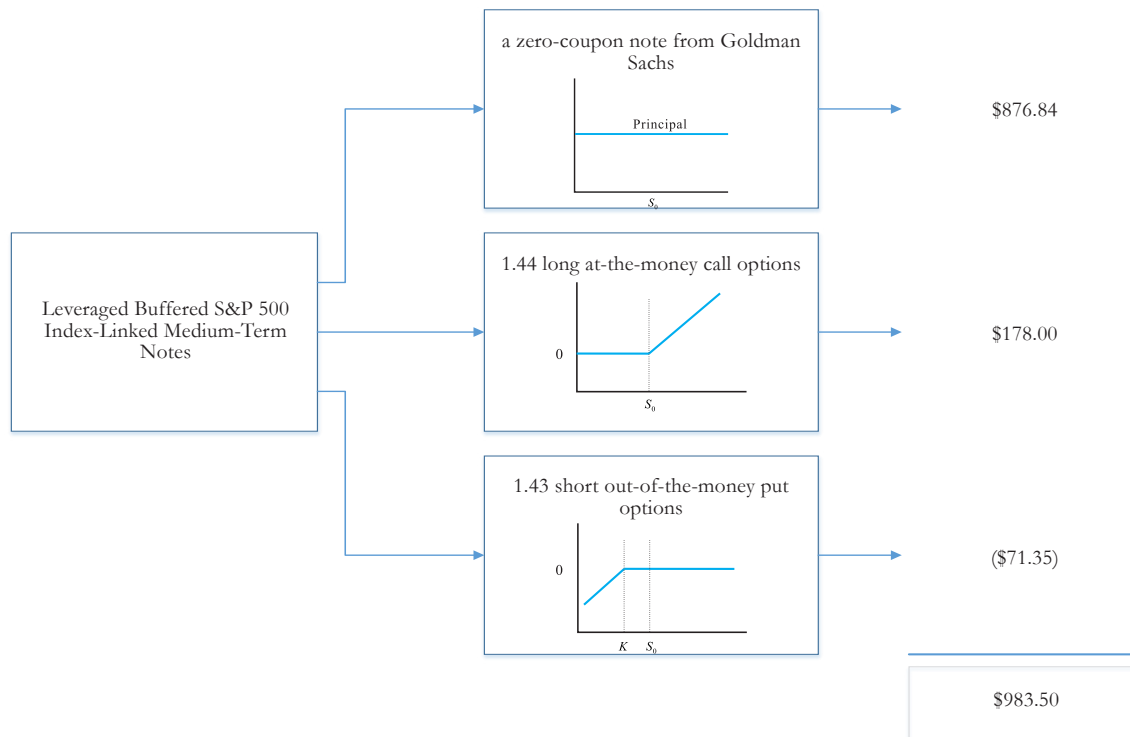 a zero-coupon note from Goldman
Sachs
Principal
S₀
$876.84
Leveraged Buffered S&P 500
Index-Linked Medium-Term
Notes
1.44 long at-the-money call options
0
S₀
$178.00
1.43 short out-of-the-money put
options
0
K S₀
($71.35)
$983.50